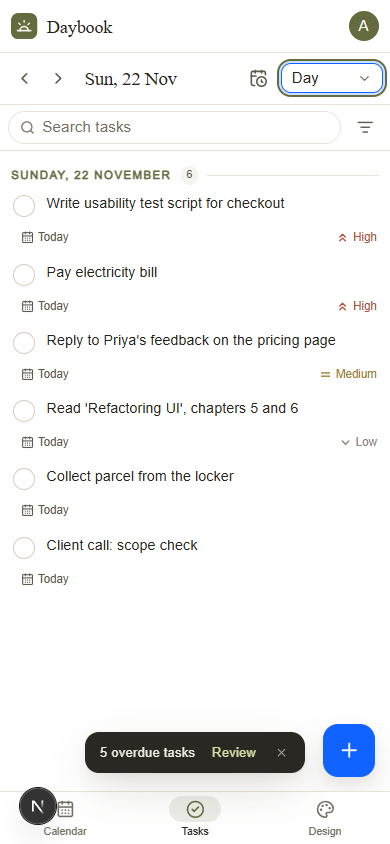 Daybook
A
Sun, 22 Nov
Day
Search tasks
SUNDAY, 22 NOVEMBER 6
Write usability test script for checkout
Today High
Pay electricity bill
Today High
Reply to Priya's feedback on the pricing page
Today Medium
Read 'Refactoring UI', chapters 5 and 6
Today Low
Collect parcel from the locker
Today
Client call: scope check
Today
5 overdue tasks Review
N
Calendar Tasks Design